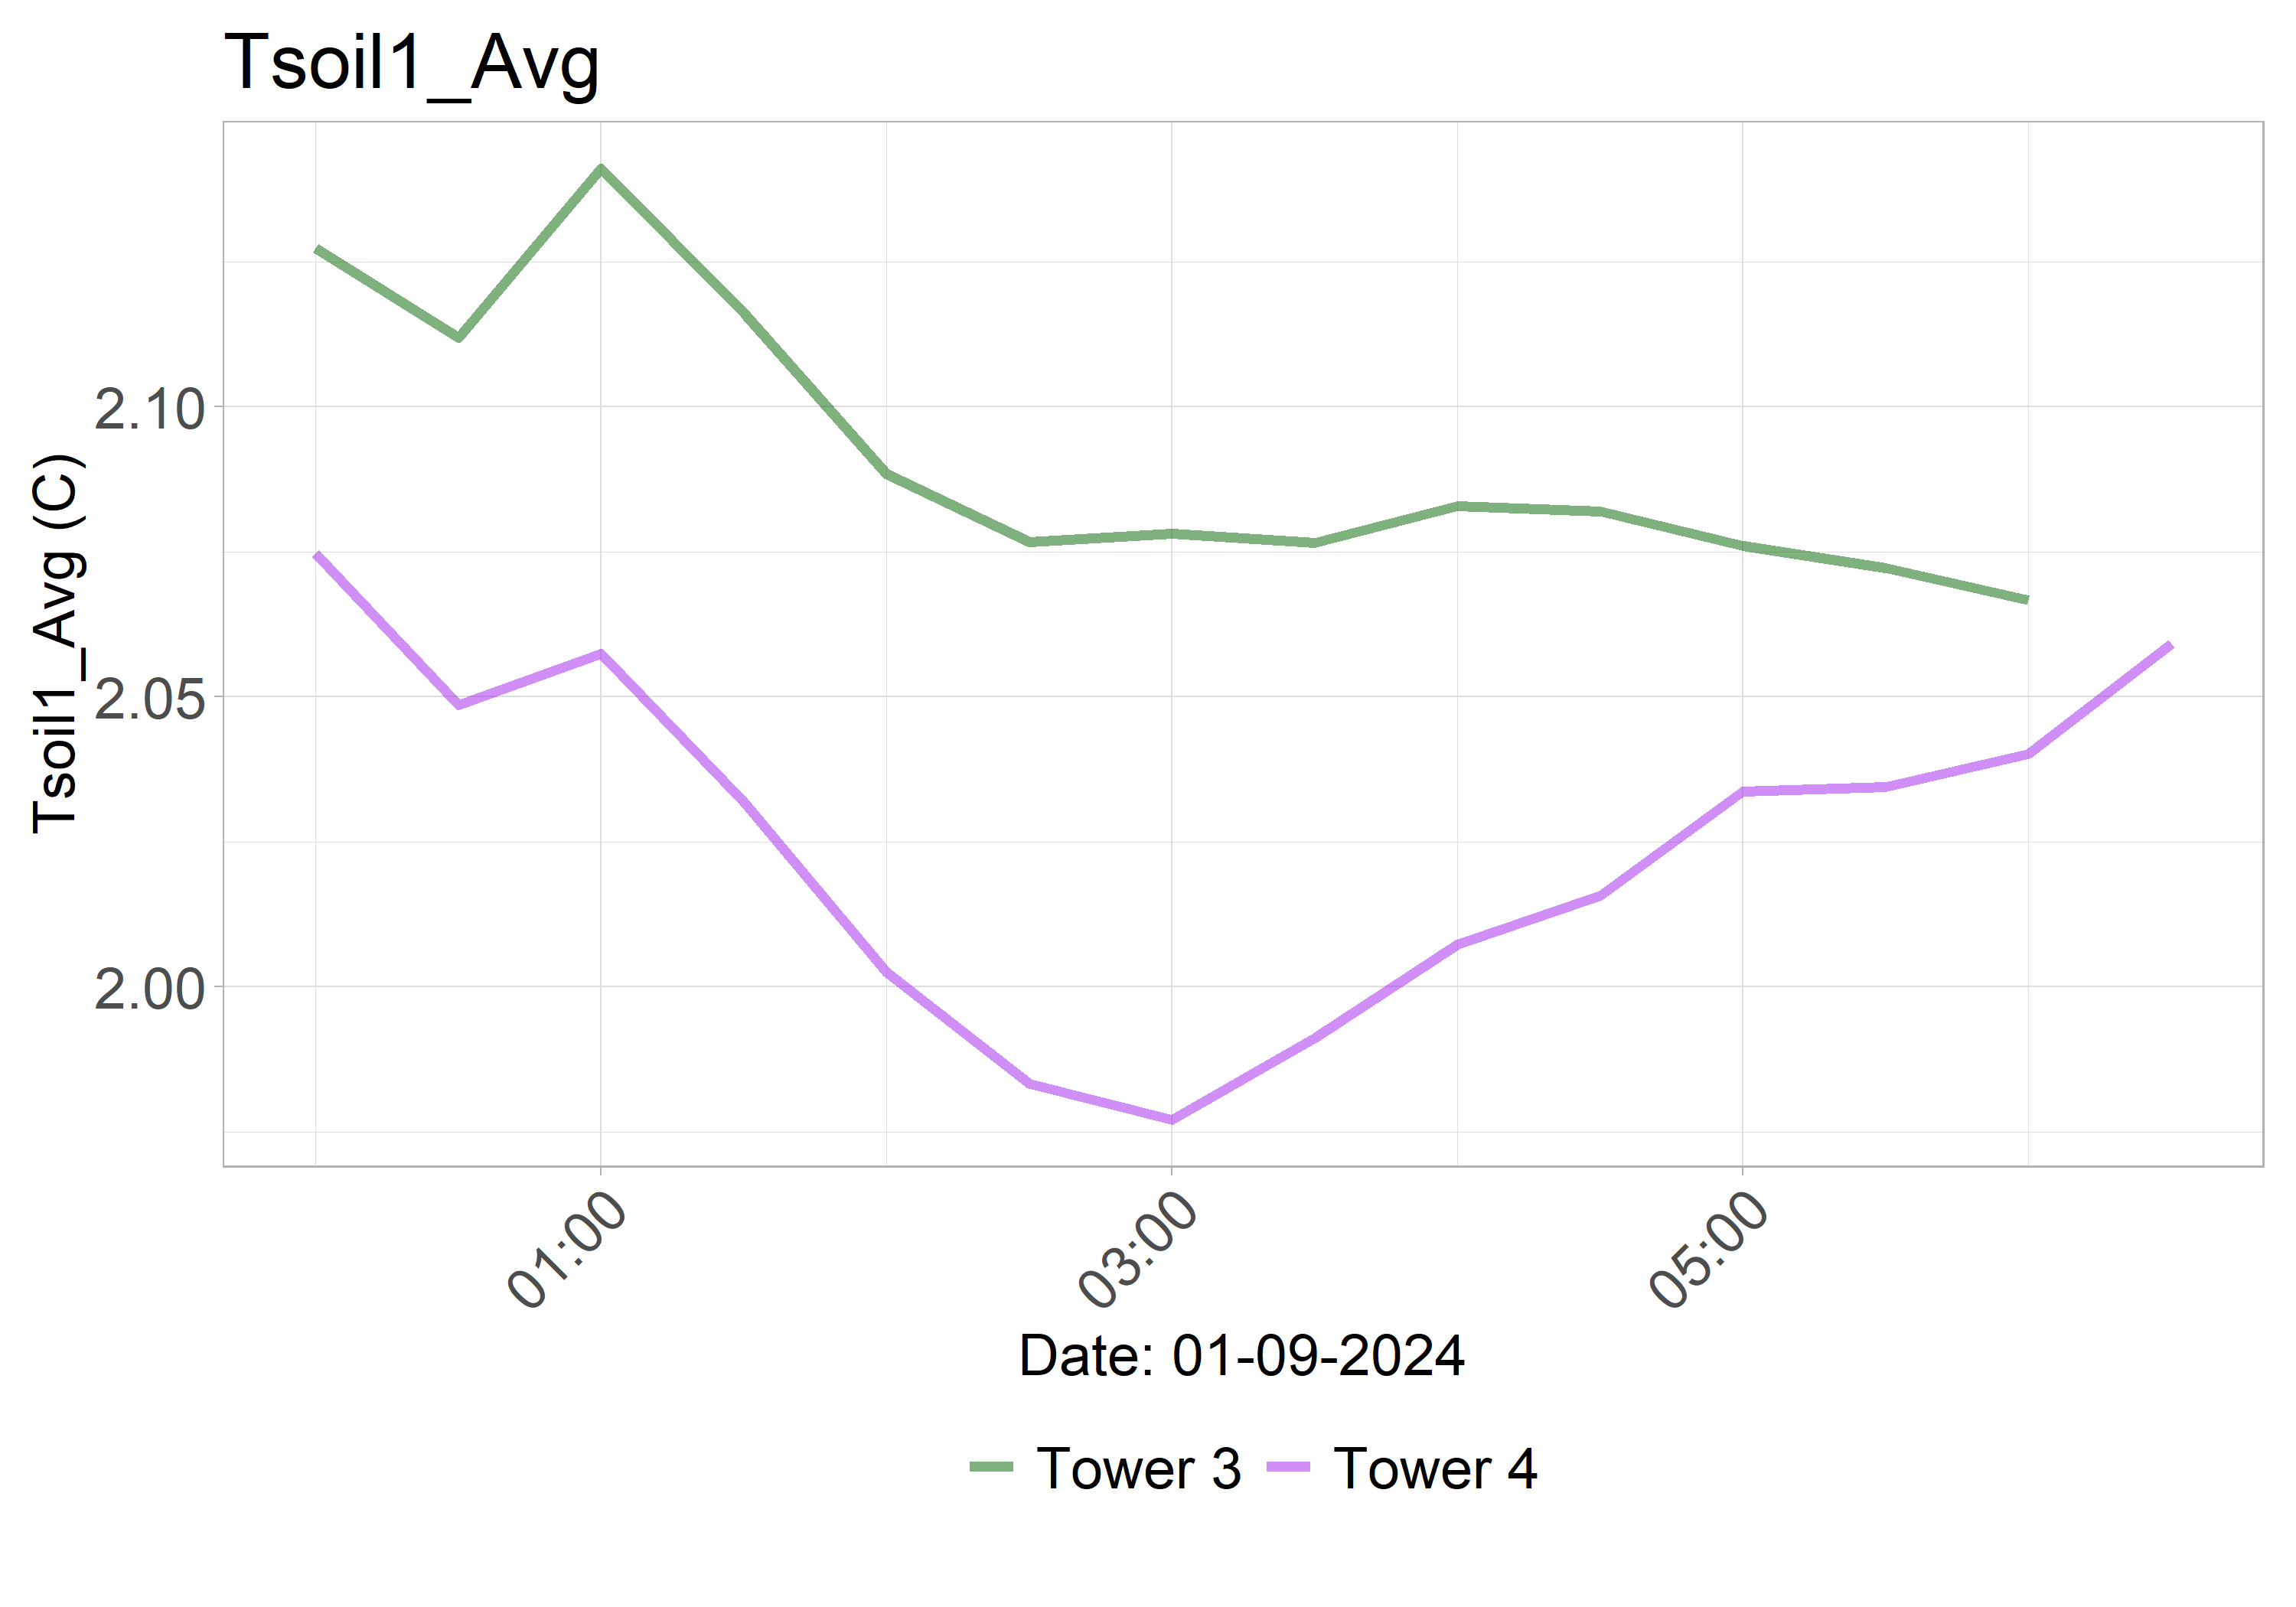 Tsoil1_Avg
Tsoil1_Avg (C)
2.10
2.05
2.00
01:00
03:00
05:00
Date: 01-09-2024
Tower 3
Tower 4